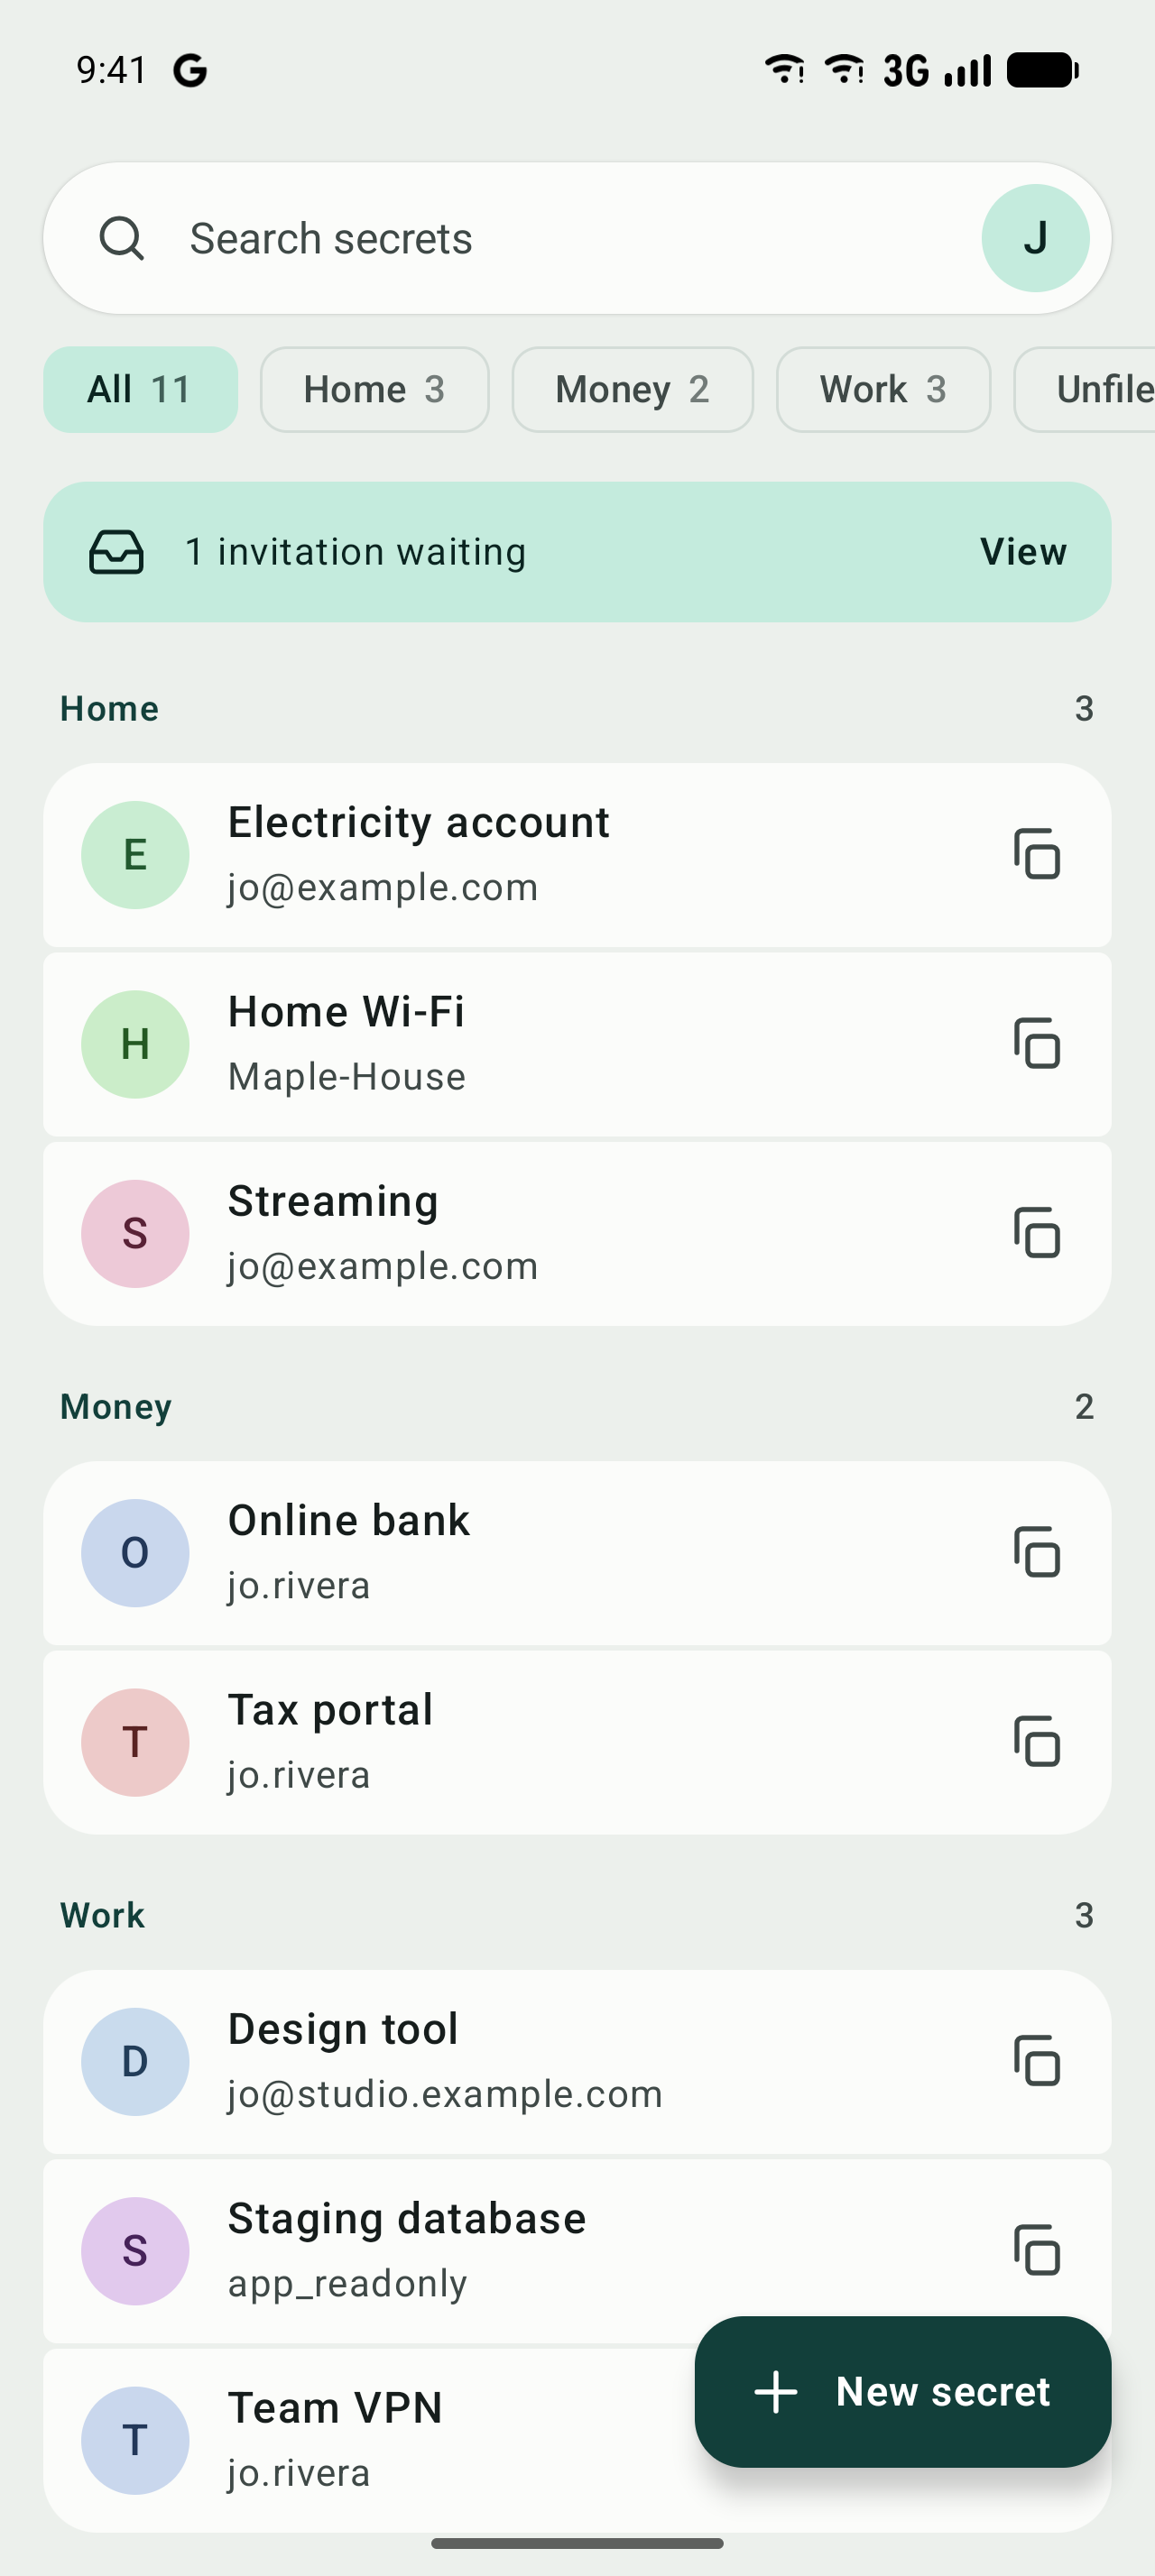 9:41 G 3G
Search secrets J
All 11 Home 3 Money 2 Work 3 Unfile
1 invitation waiting View
Home 3
E
Electricity account
jo@example.com
H
Home Wi-Fi
Maple-House
S
Streaming
jo@example.com
Money 2
O
Online bank
jo.rivera
T
Tax portal
jo.rivera
Work 3
D
Design tool
jo@studio.example.com
S
Staging database
app_readonly
T
Team VPN
jo.rivera
New secret